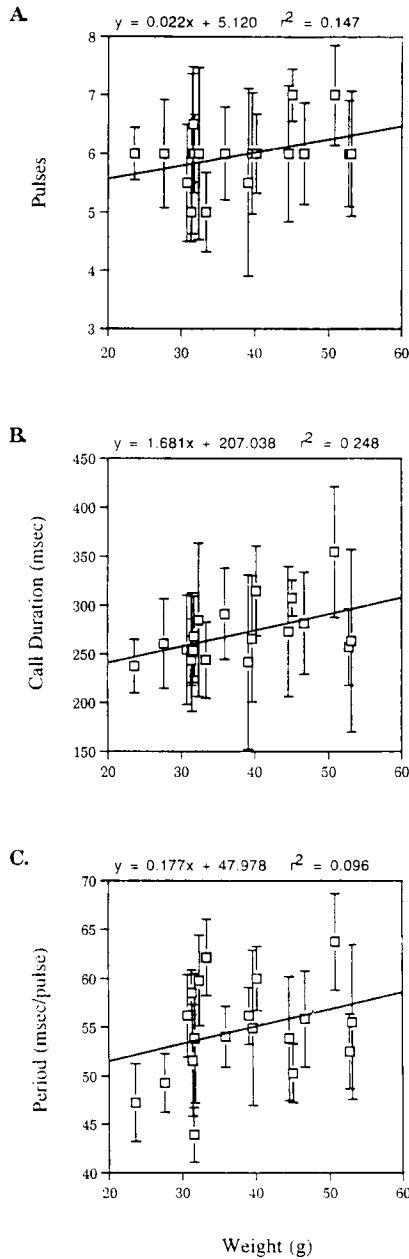 A.
y = 0.022x + 5.120 r² = 0.147
8
7
6
5
4
3
Pulses
20 30 40 50 60
B.
y = 1.681x + 207.038 r² = 0.248
450
400
350
300
250
200
150
Call Duration (msec)
20 30 40 50 60
C.
y = 0.177x + 47.978 r² = 0.096
70
65
60
55
50
45
40
Period (msec/pulse)
20 30 40 50 60
Weight (g)